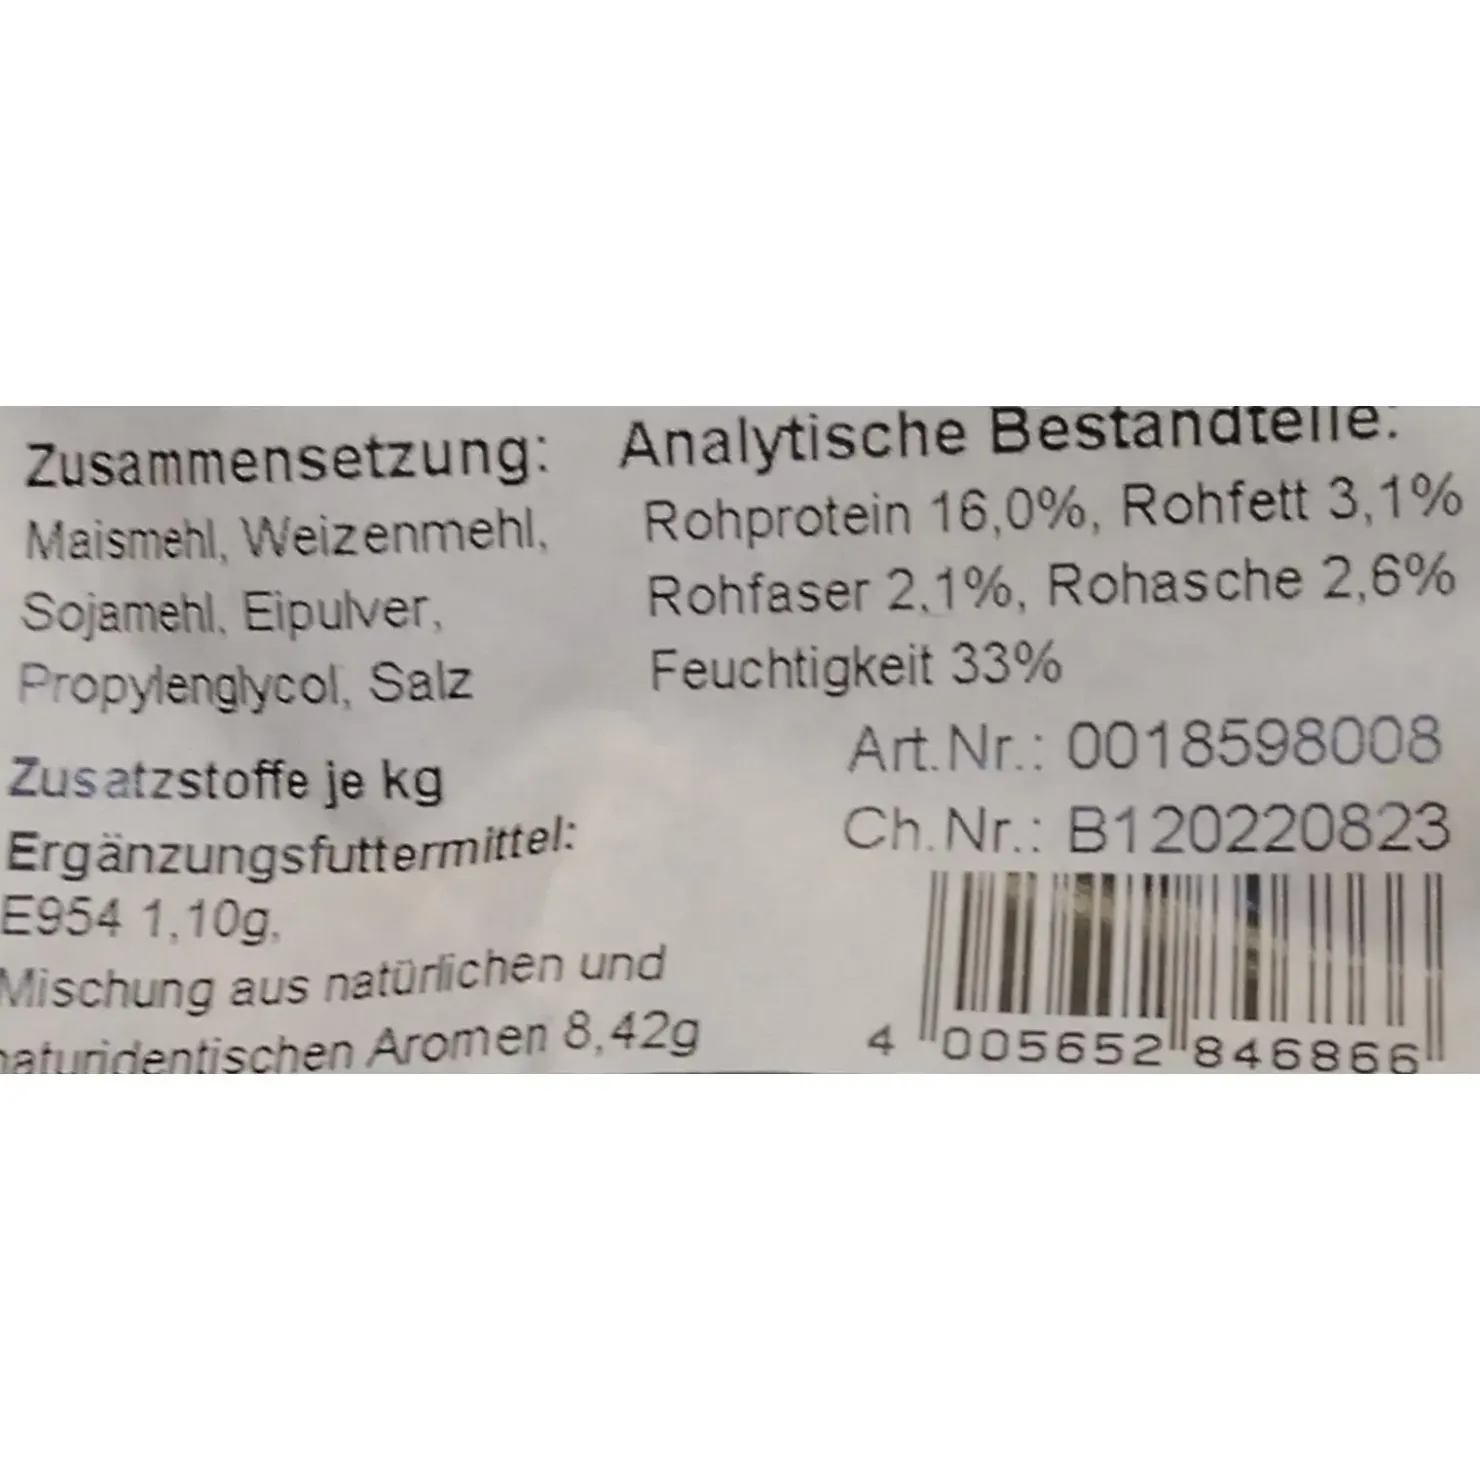 Zusammensetzung:
Maismehl, Weizenmehl,
Sojamehl, Eipulver,
Propylenglycol, Salz
Zusatzstoffe je kg
Ergänzungsfuttermittel:
E954 1,10g,
Mischung aus natürlichen und
naturidentischen Aromen 8,42g
Analytische Bestandteile:
Rohprotein 16,0%, Rohfett 3,1%
Rohfaser 2,1%, Rohasche 2,6%
Feuchtigkeit 33%
Art.Nr.: 0018598008
Ch.Nr.: B120220823
4 005652 846866